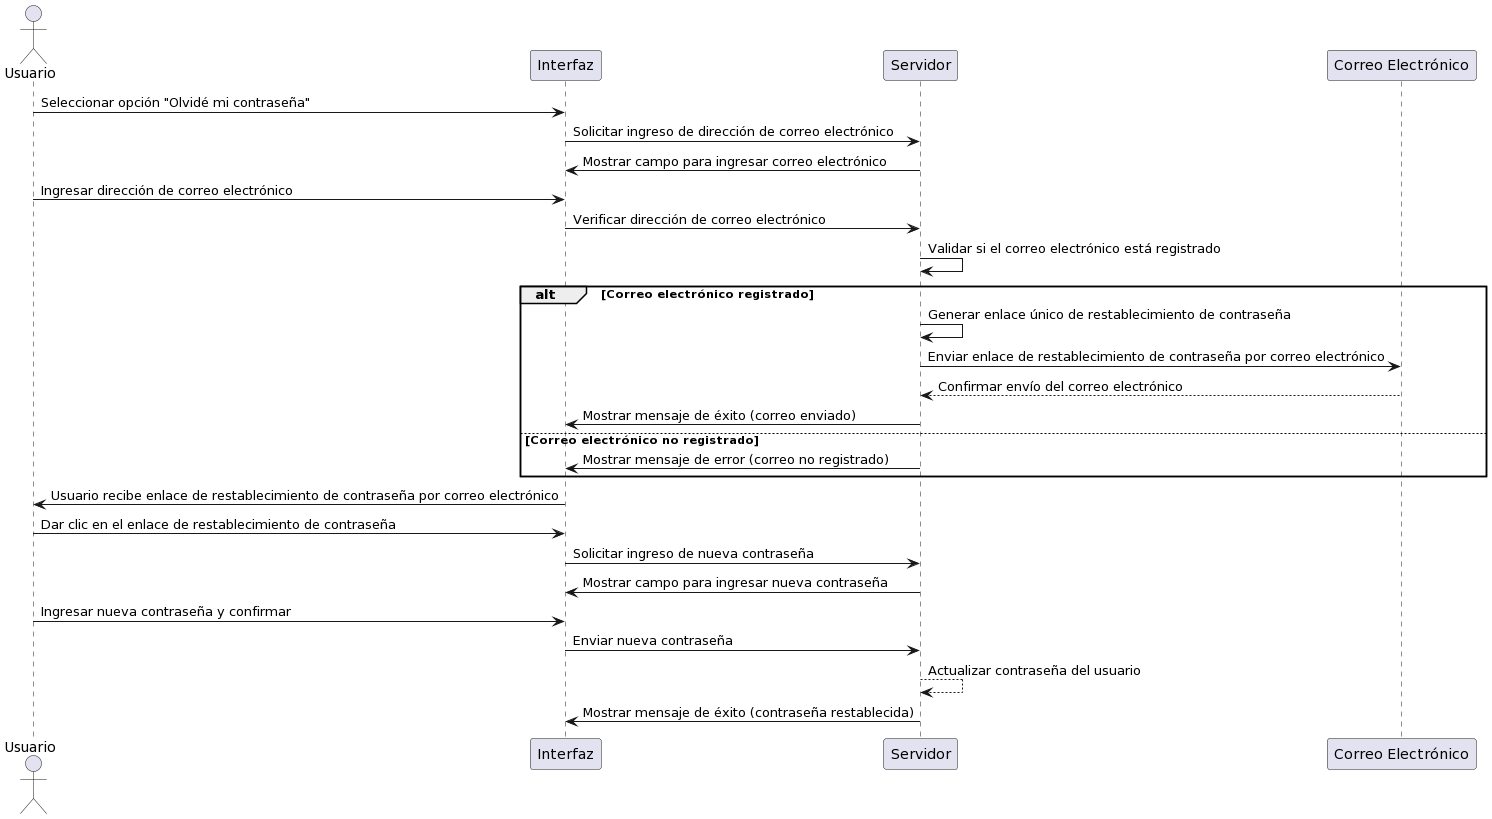 Usuario
Interfaz
Servidor
Correo Electrónico
Seleccionar opción "Olvidé mi contraseña"
Solicitar ingreso de dirección de correo electrónico
Mostrar campo para ingresar correo electrónico
Ingresar dirección de correo electrónico
Verificar dirección de correo electrónico
Validar si el correo electrónico está registrado
alt [Correo electrónico registrado]
Generar enlace único de restablecimiento de contraseña
Enviar enlace de restablecimiento de contraseña por correo electrónico
Confirmar envío del correo electrónico
Mostrar mensaje de éxito (correo enviado)
[Correo electrónico no registrado]
Mostrar mensaje de error (correo no registrado)
Usuario recibe enlace de restablecimiento de contraseña por correo electrónico
Dar clic en el enlace de restablecimiento de contraseña
Solicitar ingreso de nueva contraseña
Mostrar campo para ingresar nueva contraseña
Ingresar nueva contraseña y confirmar
Enviar nueva contraseña
Actualizar contraseña del usuario
Mostrar mensaje de éxito (contraseña restablecida)
Usuario
Interfaz
Servidor
Correo Electrónico